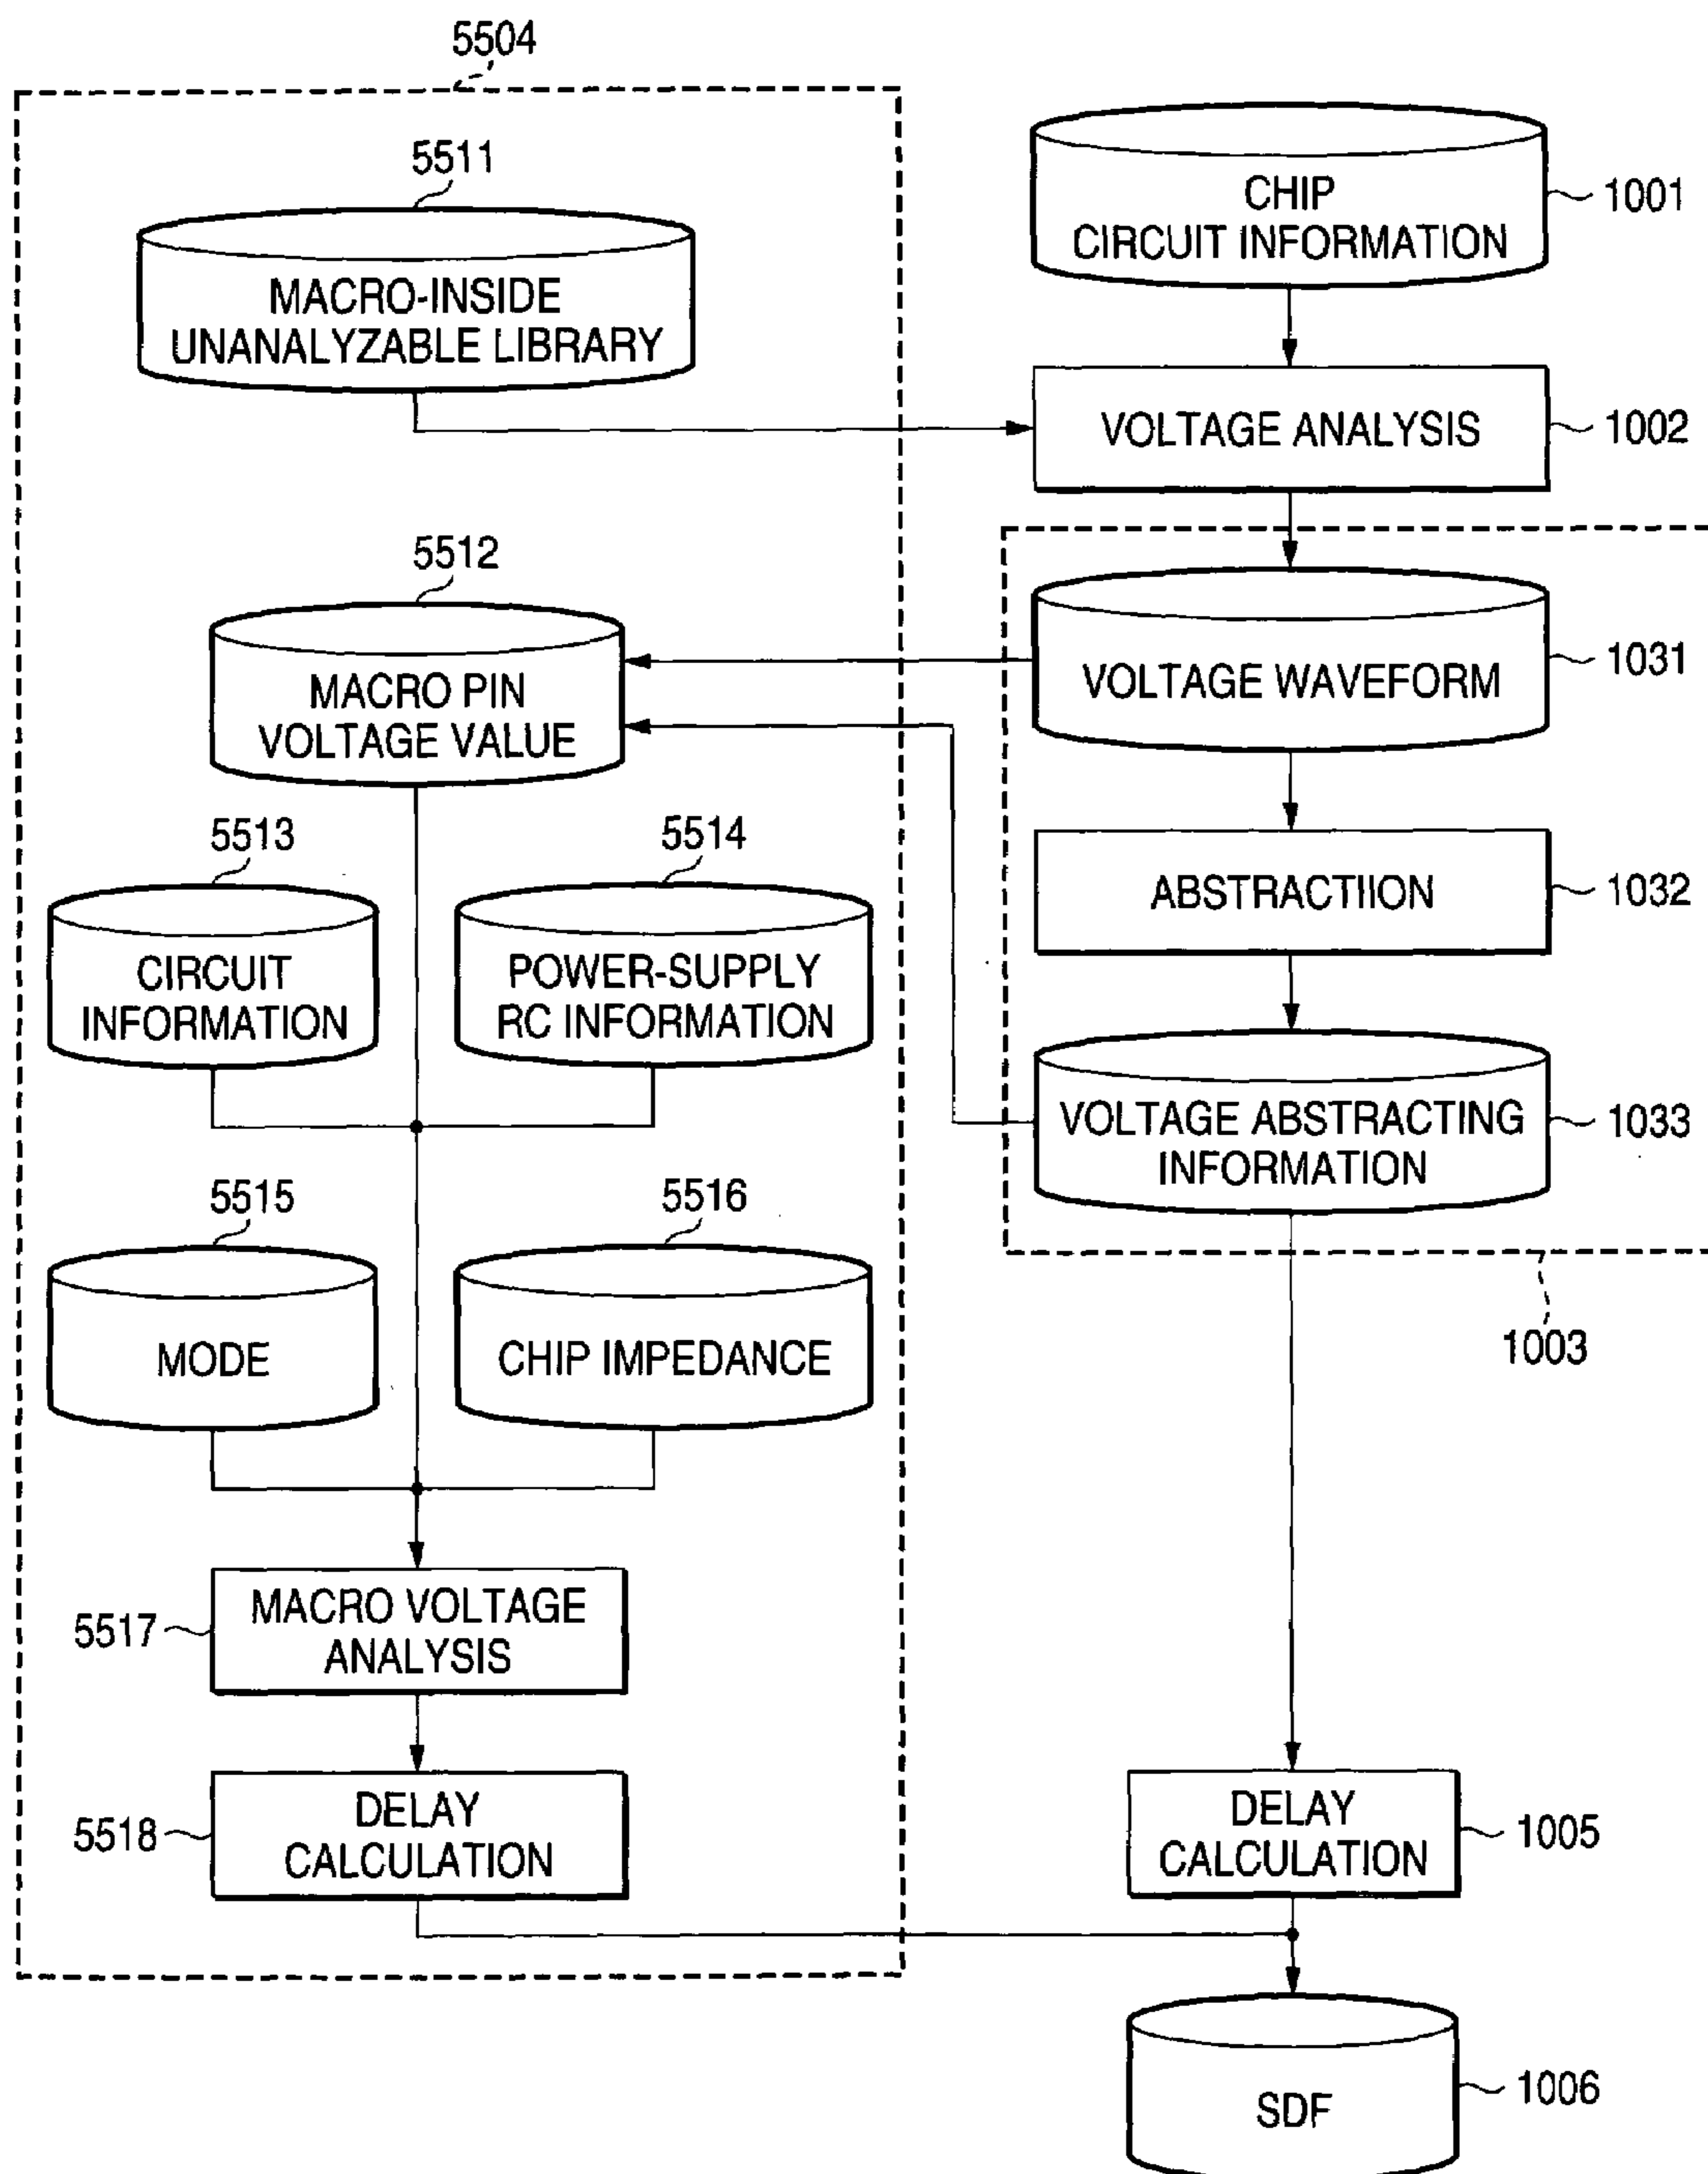 5504
5511
MACRO-INSIDE
UNANALYZABLE LIBRARY
CHIP
CIRCUIT INFORMATION
1001
VOLTAGE ANALYSIS
1002
5512
MACRO PIN
VOLTAGE VALUE
VOLTAGE WAVEFORM
1031
5513
CIRCUIT
INFORMATION
5514
POWER-SUPPLY
RC INFORMATION
ABSTRACTIION
1032
VOLTAGE ABSTRACTING
INFORMATION
1033
5515
MODE
5516
CHIP IMPEDANCE
1003
5517
MACRO VOLTAGE
ANALYSIS
5518
DELAY
CALCULATION
DELAY
CALCULATION
1005
SDF
1006